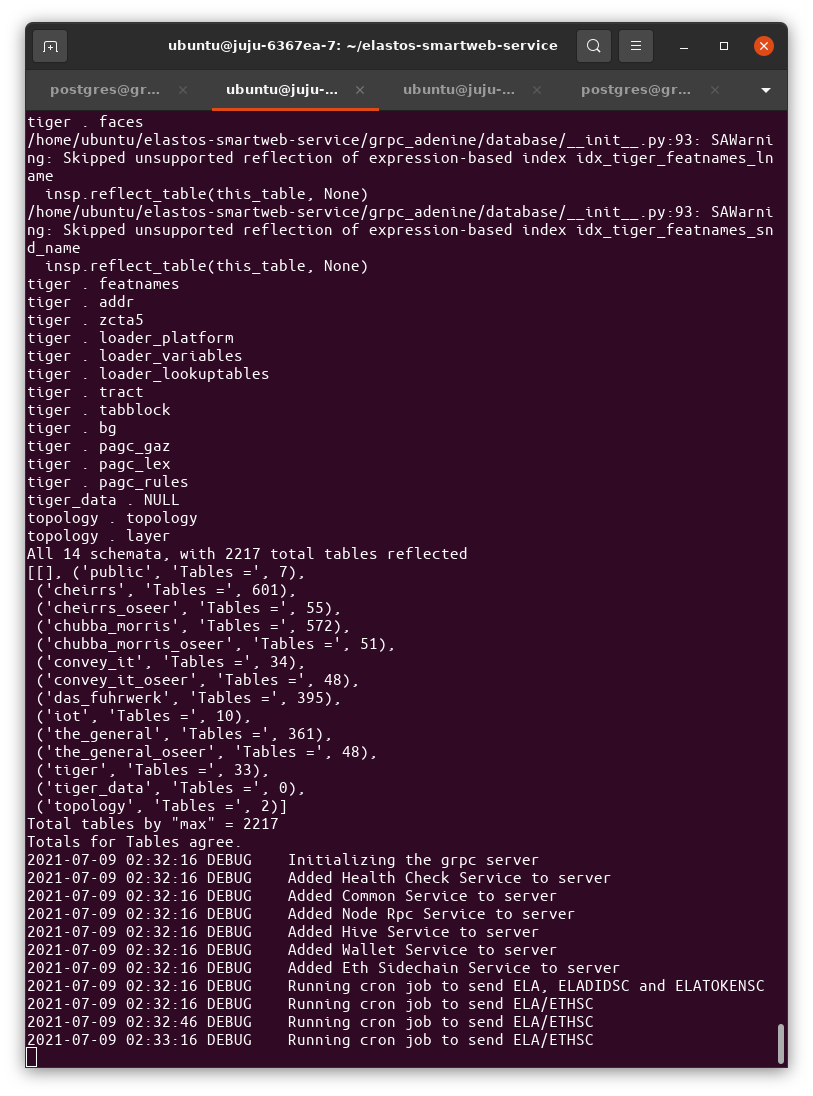 ubuntu@juju-6367ea-7: ~/elastos-smartweb-service
postgres@gr... ubuntu@juju-... ubuntu@juju-... postgres@gr...
tiger . faces
/home/ubuntu/elastos-smartweb-service/grpc_adenine/database/__init__.py:93: SAWarni
ng: Skipped unsupported reflection of expression-based index idx_tiger_featnames_ln
ame
  insp.reflect_table(this_table, None)
/home/ubuntu/elastos-smartweb-service/grpc_adenine/database/__init__.py:93: SAWarni
ng: Skipped unsupported reflection of expression-based index idx_tiger_featnames_sn
d_name
  insp.reflect_table(this_table, None)
tiger . featnames
tiger . addr
tiger . zcta5
tiger . loader_platform
tiger . loader_variables
tiger . loader_lookuptables
tiger . tract
tiger . tabblock
tiger . bg
tiger . pagc_gaz
tiger . pagc_lex
tiger . pagc_rules
tiger_data . NULL
topology . topology
topology . layer
All 14 schemata, with 2217 total tables reflected
[[], ('public', 'Tables =', 7),
 ('cheirrs', 'Tables =', 601),
 ('cheirrs_oseer', 'Tables =', 55),
 ('chubba_morris', 'Tables =', 572),
 ('chubba_morris_oseer', 'Tables =', 51),
 ('convey_it', 'Tables =', 34),
 ('convey_it_oseer', 'Tables =', 48),
 ('das_fuhrwerk', 'Tables =', 395),
 ('iot', 'Tables =', 10),
 ('the_general', 'Tables =', 361),
 ('the_general_oseer', 'Tables =', 48),
 ('tiger', 'Tables =', 33),
 ('tiger_data', 'Tables =', 0),
 ('topology', 'Tables =', 2)]
Total tables by "max" = 2217
Totals for Tables agree.
2021-07-09 02:32:16 DEBUG    Initializing the grpc server
2021-07-09 02:32:16 DEBUG    Added Health Check Service to server
2021-07-09 02:32:16 DEBUG    Added Common Service to server
2021-07-09 02:32:16 DEBUG    Added Node Rpc Service to server
2021-07-09 02:32:16 DEBUG    Added Hive Service to server
2021-07-09 02:32:16 DEBUG    Added Wallet Service to server
2021-07-09 02:32:16 DEBUG    Added Eth Sidechain Service to server
2021-07-09 02:32:16 DEBUG    Running cron job to send ELA, ELADIDSC and ELATOKENSC
2021-07-09 02:32:16 DEBUG    Running cron job to send ELA/ETHSC
2021-07-09 02:32:46 DEBUG    Running cron job to send ELA/ETHSC
2021-07-09 02:33:16 DEBUG    Running cron job to send ELA/ETHSC